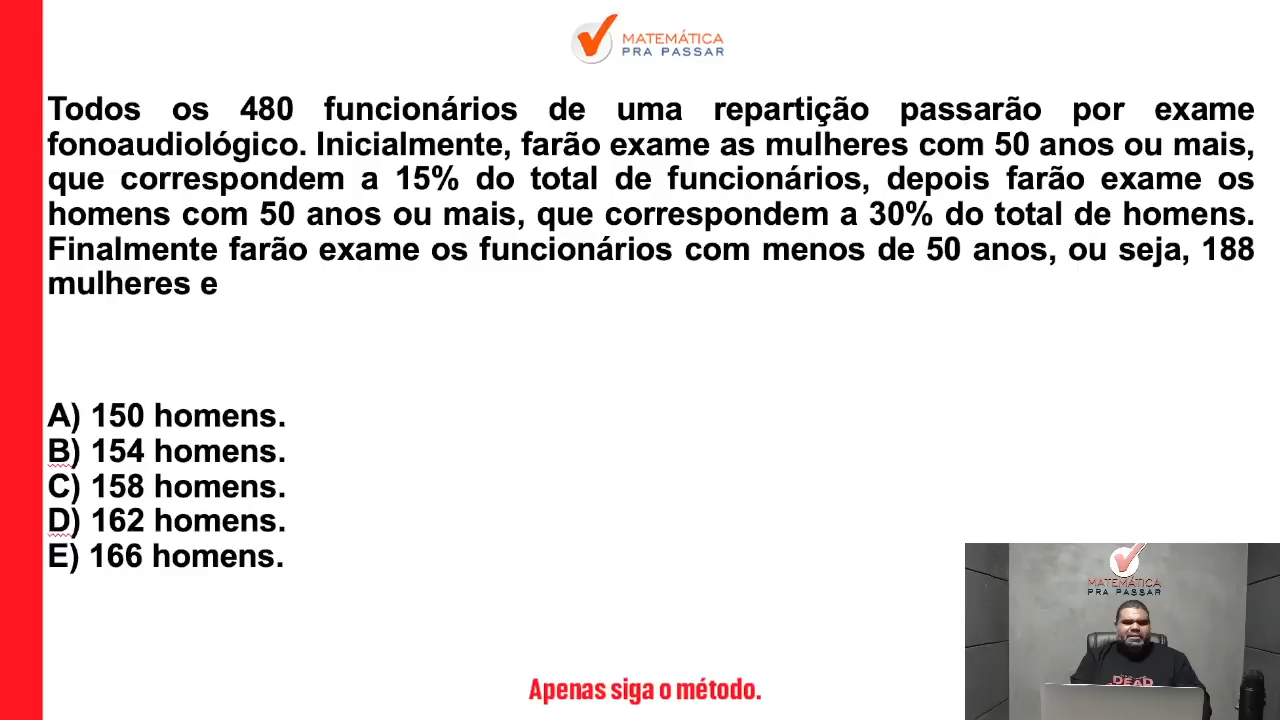 MATEMÁTICA
PRA PASSAR
Todos os 480 funcionários de uma repartição passarão por exame
fonoaudiológico. Inicialmente, farão exame as mulheres com 50 anos ou mais,
que correspondem a 15% do total de funcionários, depois farão exame os
homens com 50 anos ou mais, que correspondem a 30% do total de homens.
Finalmente farão exame os funcionários com menos de 50 anos, ou seja, 188
mulheres e
A) 150 homens.
B) 154 homens.
C) 158 homens.
D) 162 homens.
E) 166 homens.
MATEMÁTICA
PRA PASSAR
DEAD
Apenas siga o método.